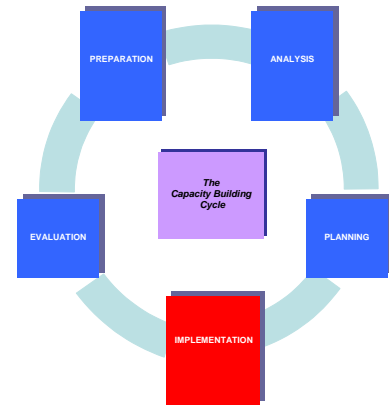 PREPARATION
ANALYSIS
The
Capacity Building
Cycle
EVALUATION
PLANNING
IMPLEMENTATION